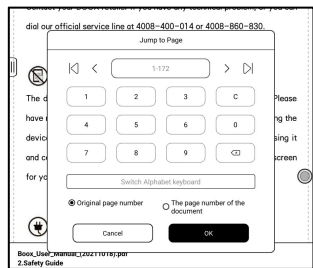 dial our official service line at 4008-400-014 or 4008-860-830.
Jump to Page
1-172
The d
Please
1 2 3 C
have
ng the
4 5 6 0
device
sing it
7 8 9
and c
screen
Switch Alphabet keyboard
for yo
Original page number
The page number of the document
Cancel OK
Boox_User_Manual_(20211018).pdf
2.Safety Guide